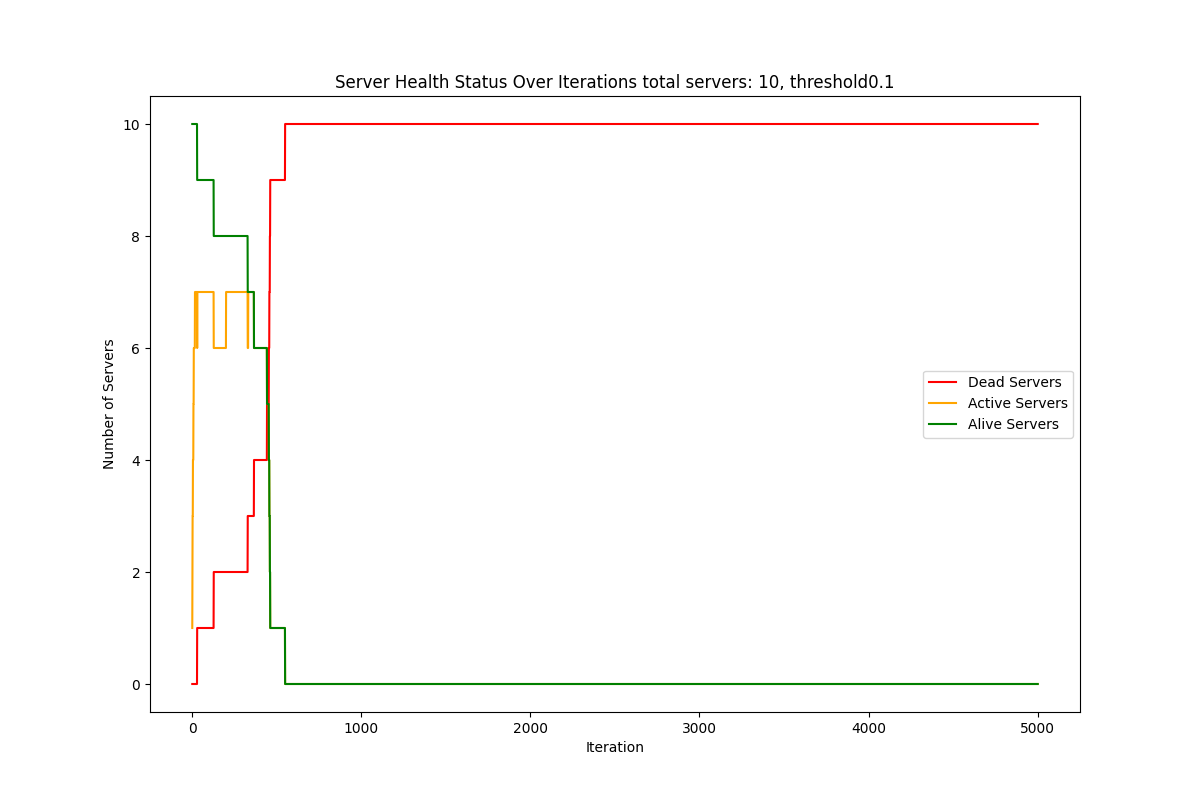 Server Health Status Over Iterations total servers: 10, threshold0.1
Number of Servers
10
8
6
4
2
0
Dead Servers
Active Servers
Alive Servers
0 1000 2000 3000 4000 5000
Iteration